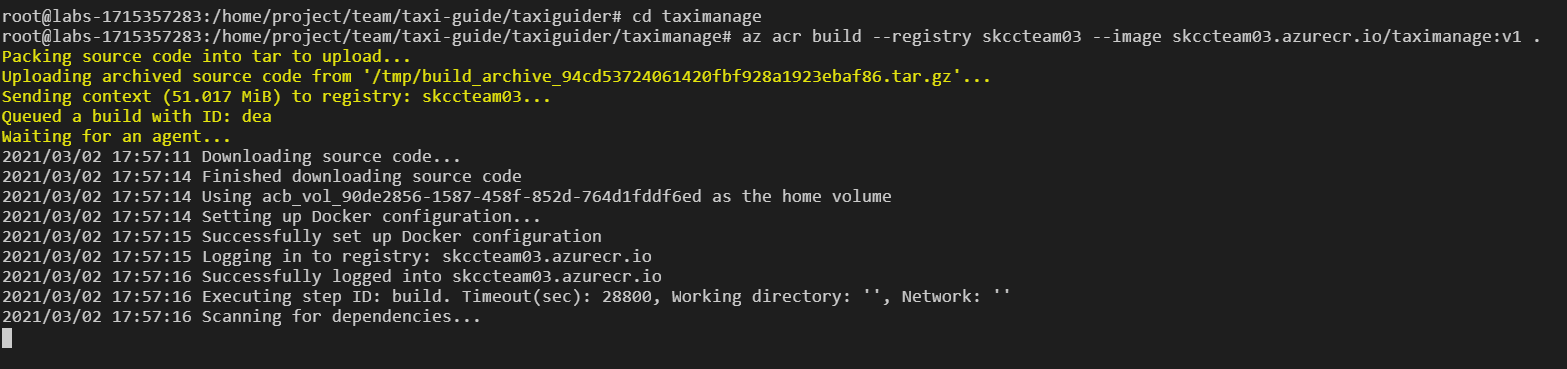 root@labs-1715357283:/home/project/team/taxi-guide/taxiguider# cd taximanage
root@labs-1715357283:/home/project/team/taxi-guide/taxiguider/taximanage# az acr build --registry skccteam03 --image skccteam03.azurecr.io/taximanage:v1 .
Packing source code into tar to upload...
Uploading archived source code from '/tmp/build_archive_94cd53724061420fbf928a1923ebaf86.tar.gz'...
Sending context (51.017 MiB) to registry: skccteam03...
Queued a build with ID: dea
Waiting for an agent...
2021/03/02 17:57:11 Downloading source code...
2021/03/02 17:57:14 Finished downloading source code
2021/03/02 17:57:14 Using acb_vol_90de2856-1587-458f-852d-764d1fddf6ed as the home volume
2021/03/02 17:57:14 Setting up Docker configuration...
2021/03/02 17:57:15 Successfully set up Docker configuration
2021/03/02 17:57:15 Logging in to registry: skccteam03.azurecr.io
2021/03/02 17:57:16 Successfully logged into skccteam03.azurecr.io
2021/03/02 17:57:16 Executing step ID: build. Timeout(sec): 28800, Working directory: '', Network: ''
2021/03/02 17:57:16 Scanning for dependencies...